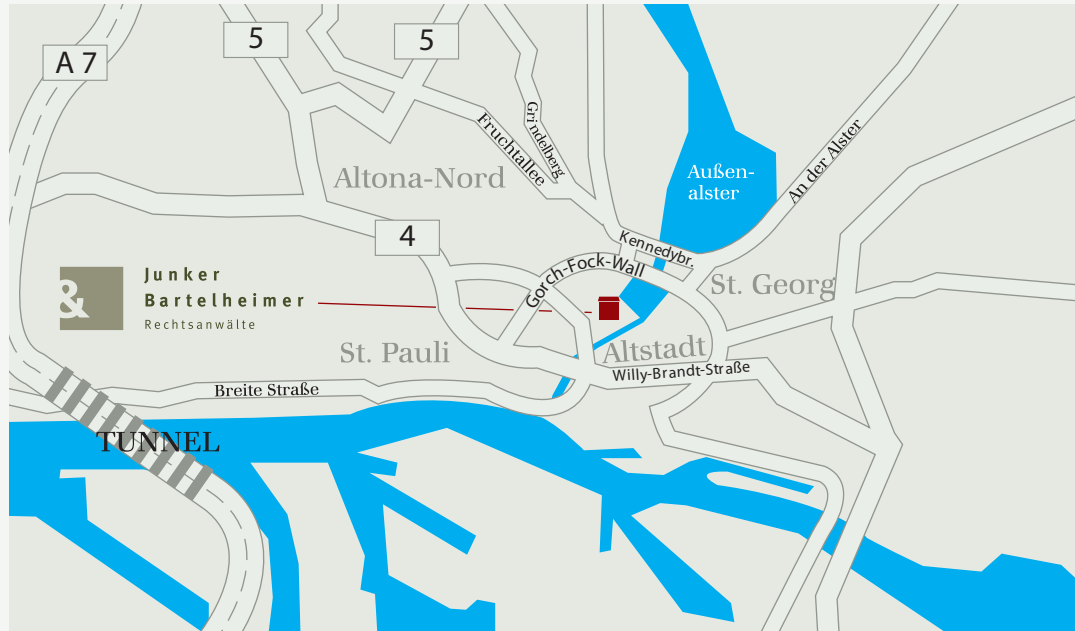 5
5
A 7
Fruchtallee
Grindelberg
Altona-Nord
Außen-
alster
An der Alster
4
Kennedybr.
Gorch-Fock-Wall
St. Georg
&
Junker
Bartelheimer
Rechtsanwälte
St. Pauli
Altstadt
Willy-Brandt-Straße
Breite Straße
TUNNEL